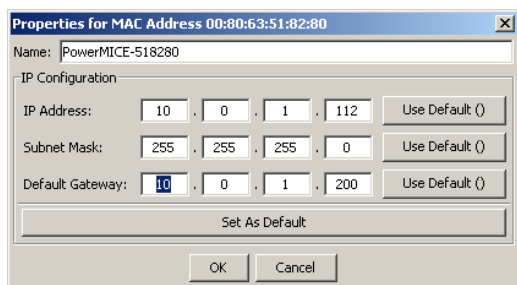 Properties for MAC Address 00:80:63:51:82:80
Name: PowerMICE-518280
IP Configuration
IP Address: 10 . 0 . 1 . 112 Use Default ()
Subnet Mask: 255 . 255 . 255 . 0 Use Default ()
Default Gateway: 10 . 0 . 1 . 200 Use Default ()
Set As Default
OK Cancel